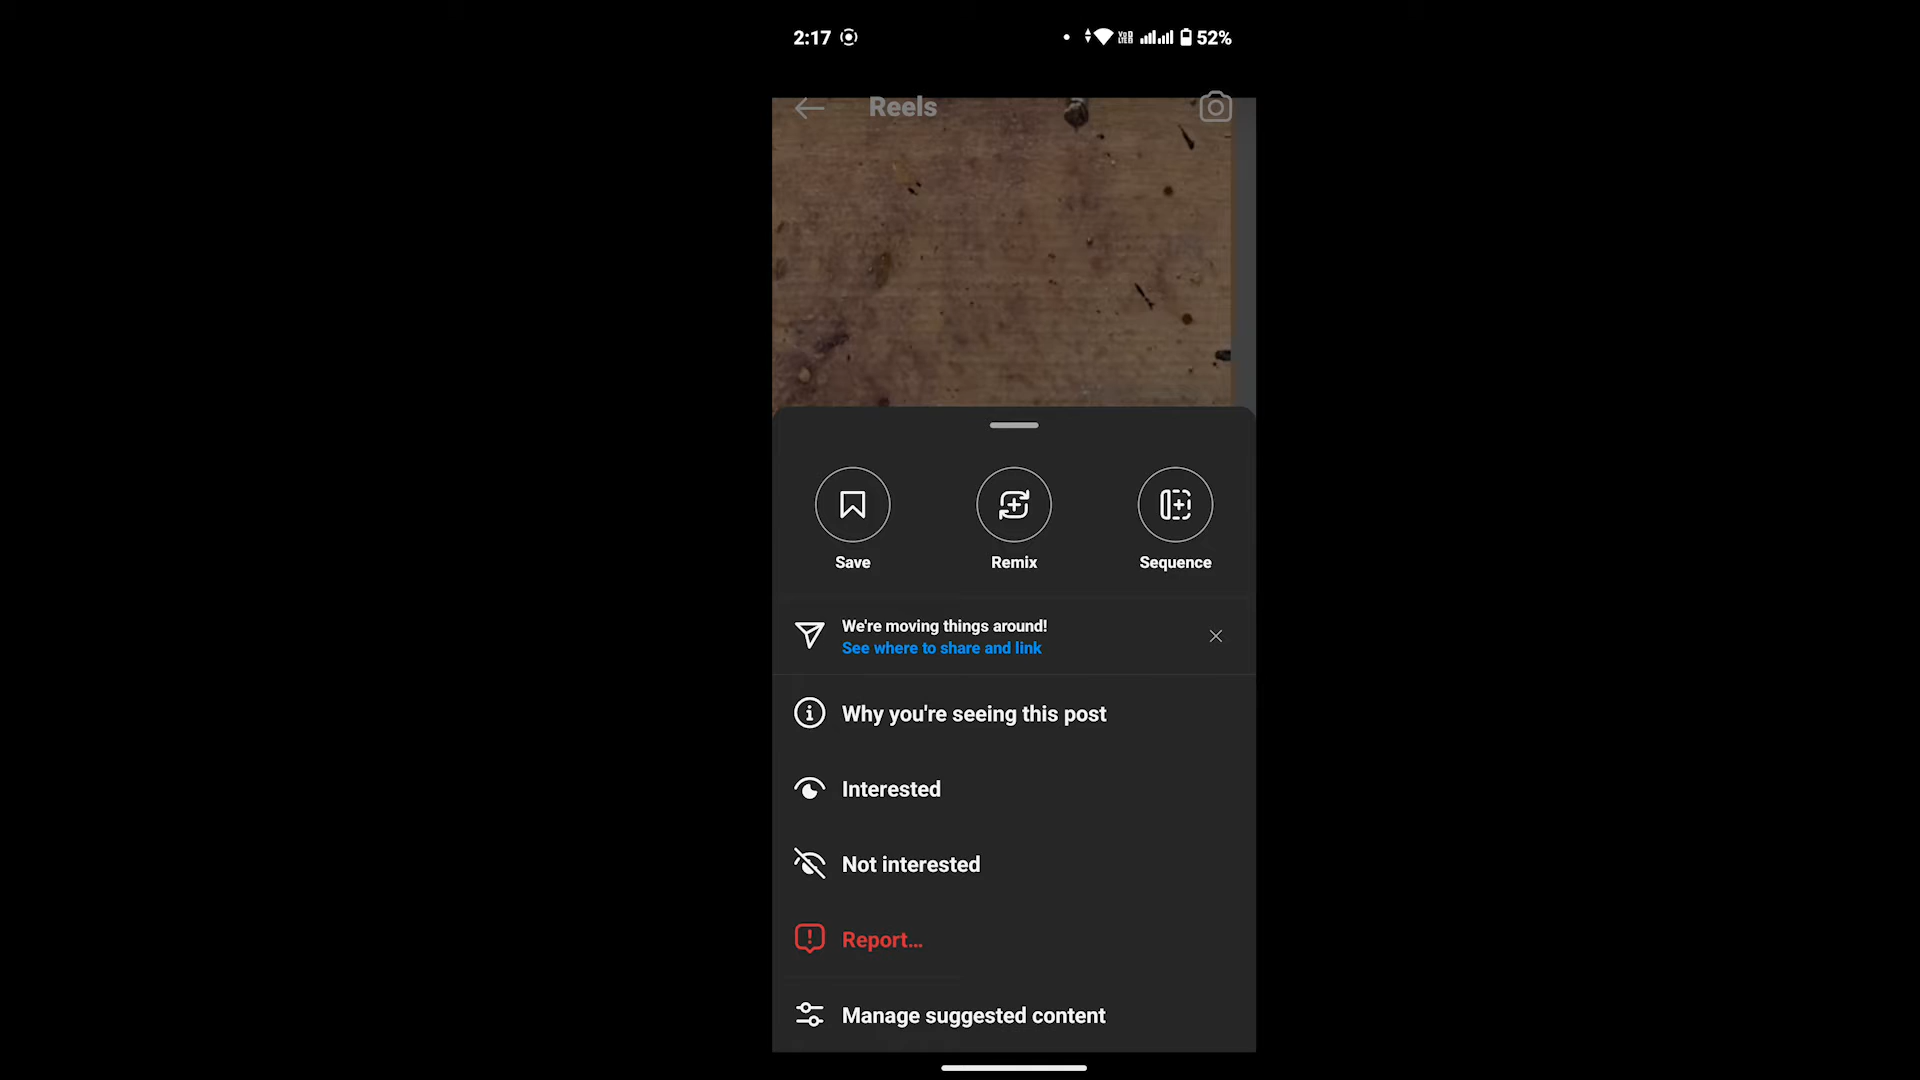 2:17 52%
Reels
Save Remix Sequence
We're moving things around!
See where to share and link
Why you're seeing this post
Interested
Not interested
Report...
Manage suggested content